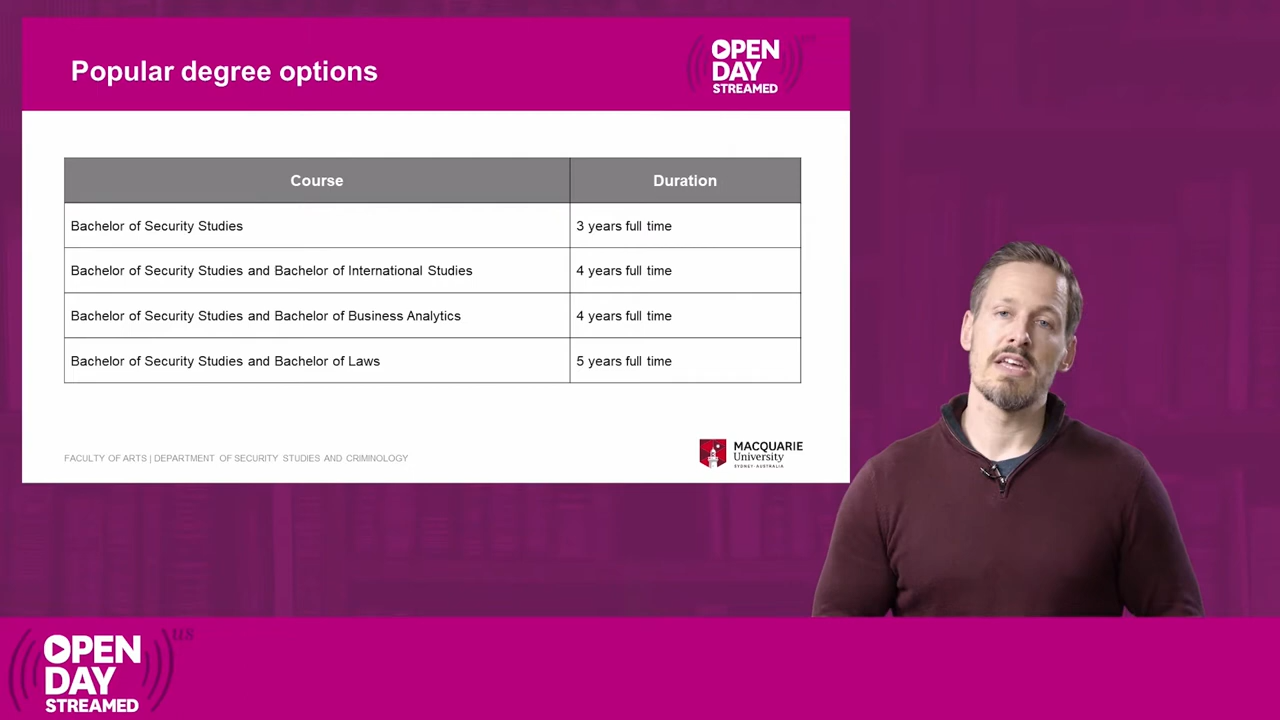 Popular degree options
OPEN
DAY
STREAMED
Course Duration
Bachelor of Security Studies 3 years full time
Bachelor of Security Studies and Bachelor of International Studies 4 years full time
Bachelor of Security Studies and Bachelor of Business Analytics 4 years full time
Bachelor of Security Studies and Bachelor of Laws 5 years full time
FACULTY OF ARTS | DEPARTMENT OF SECURITY STUDIES AND CRIMINOLOGY
MACQUARIE
University
SYDNEY·AUSTRALIA
OPEN
DAY
STREAMED
us